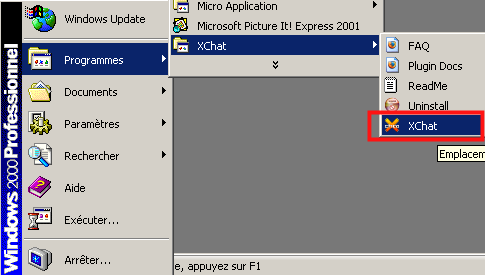 Windows 2000 Professionnel
Windows Update
Programmes
Documents
Paramètres
Rechercher
Aide
Exécuter...
Arrêter...
Micro Application
Microsoft Picture It! Express 2001
XChat
FAQ
Plugin Docs
ReadMe
Uninstall
XChat
Emplacem
e, appuyez sur F1